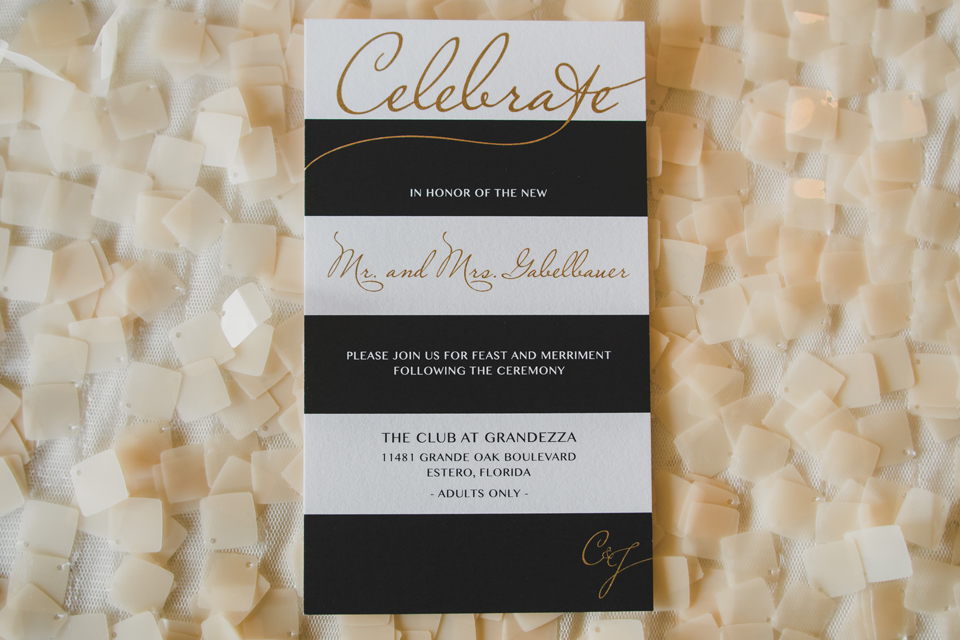 Celebrate
IN HONOR OF THE NEW
Mr. and Mrs. Gabelbauer
PLEASE JOIN US FOR FEAST AND MERRIMENT
FOLLOWING THE CEREMONY
THE CLUB AT GRANDEZZA
11481 GRANDE OAK BOULEVARD
ESTERO, FLORIDA
- ADULTS ONLY -
C&J